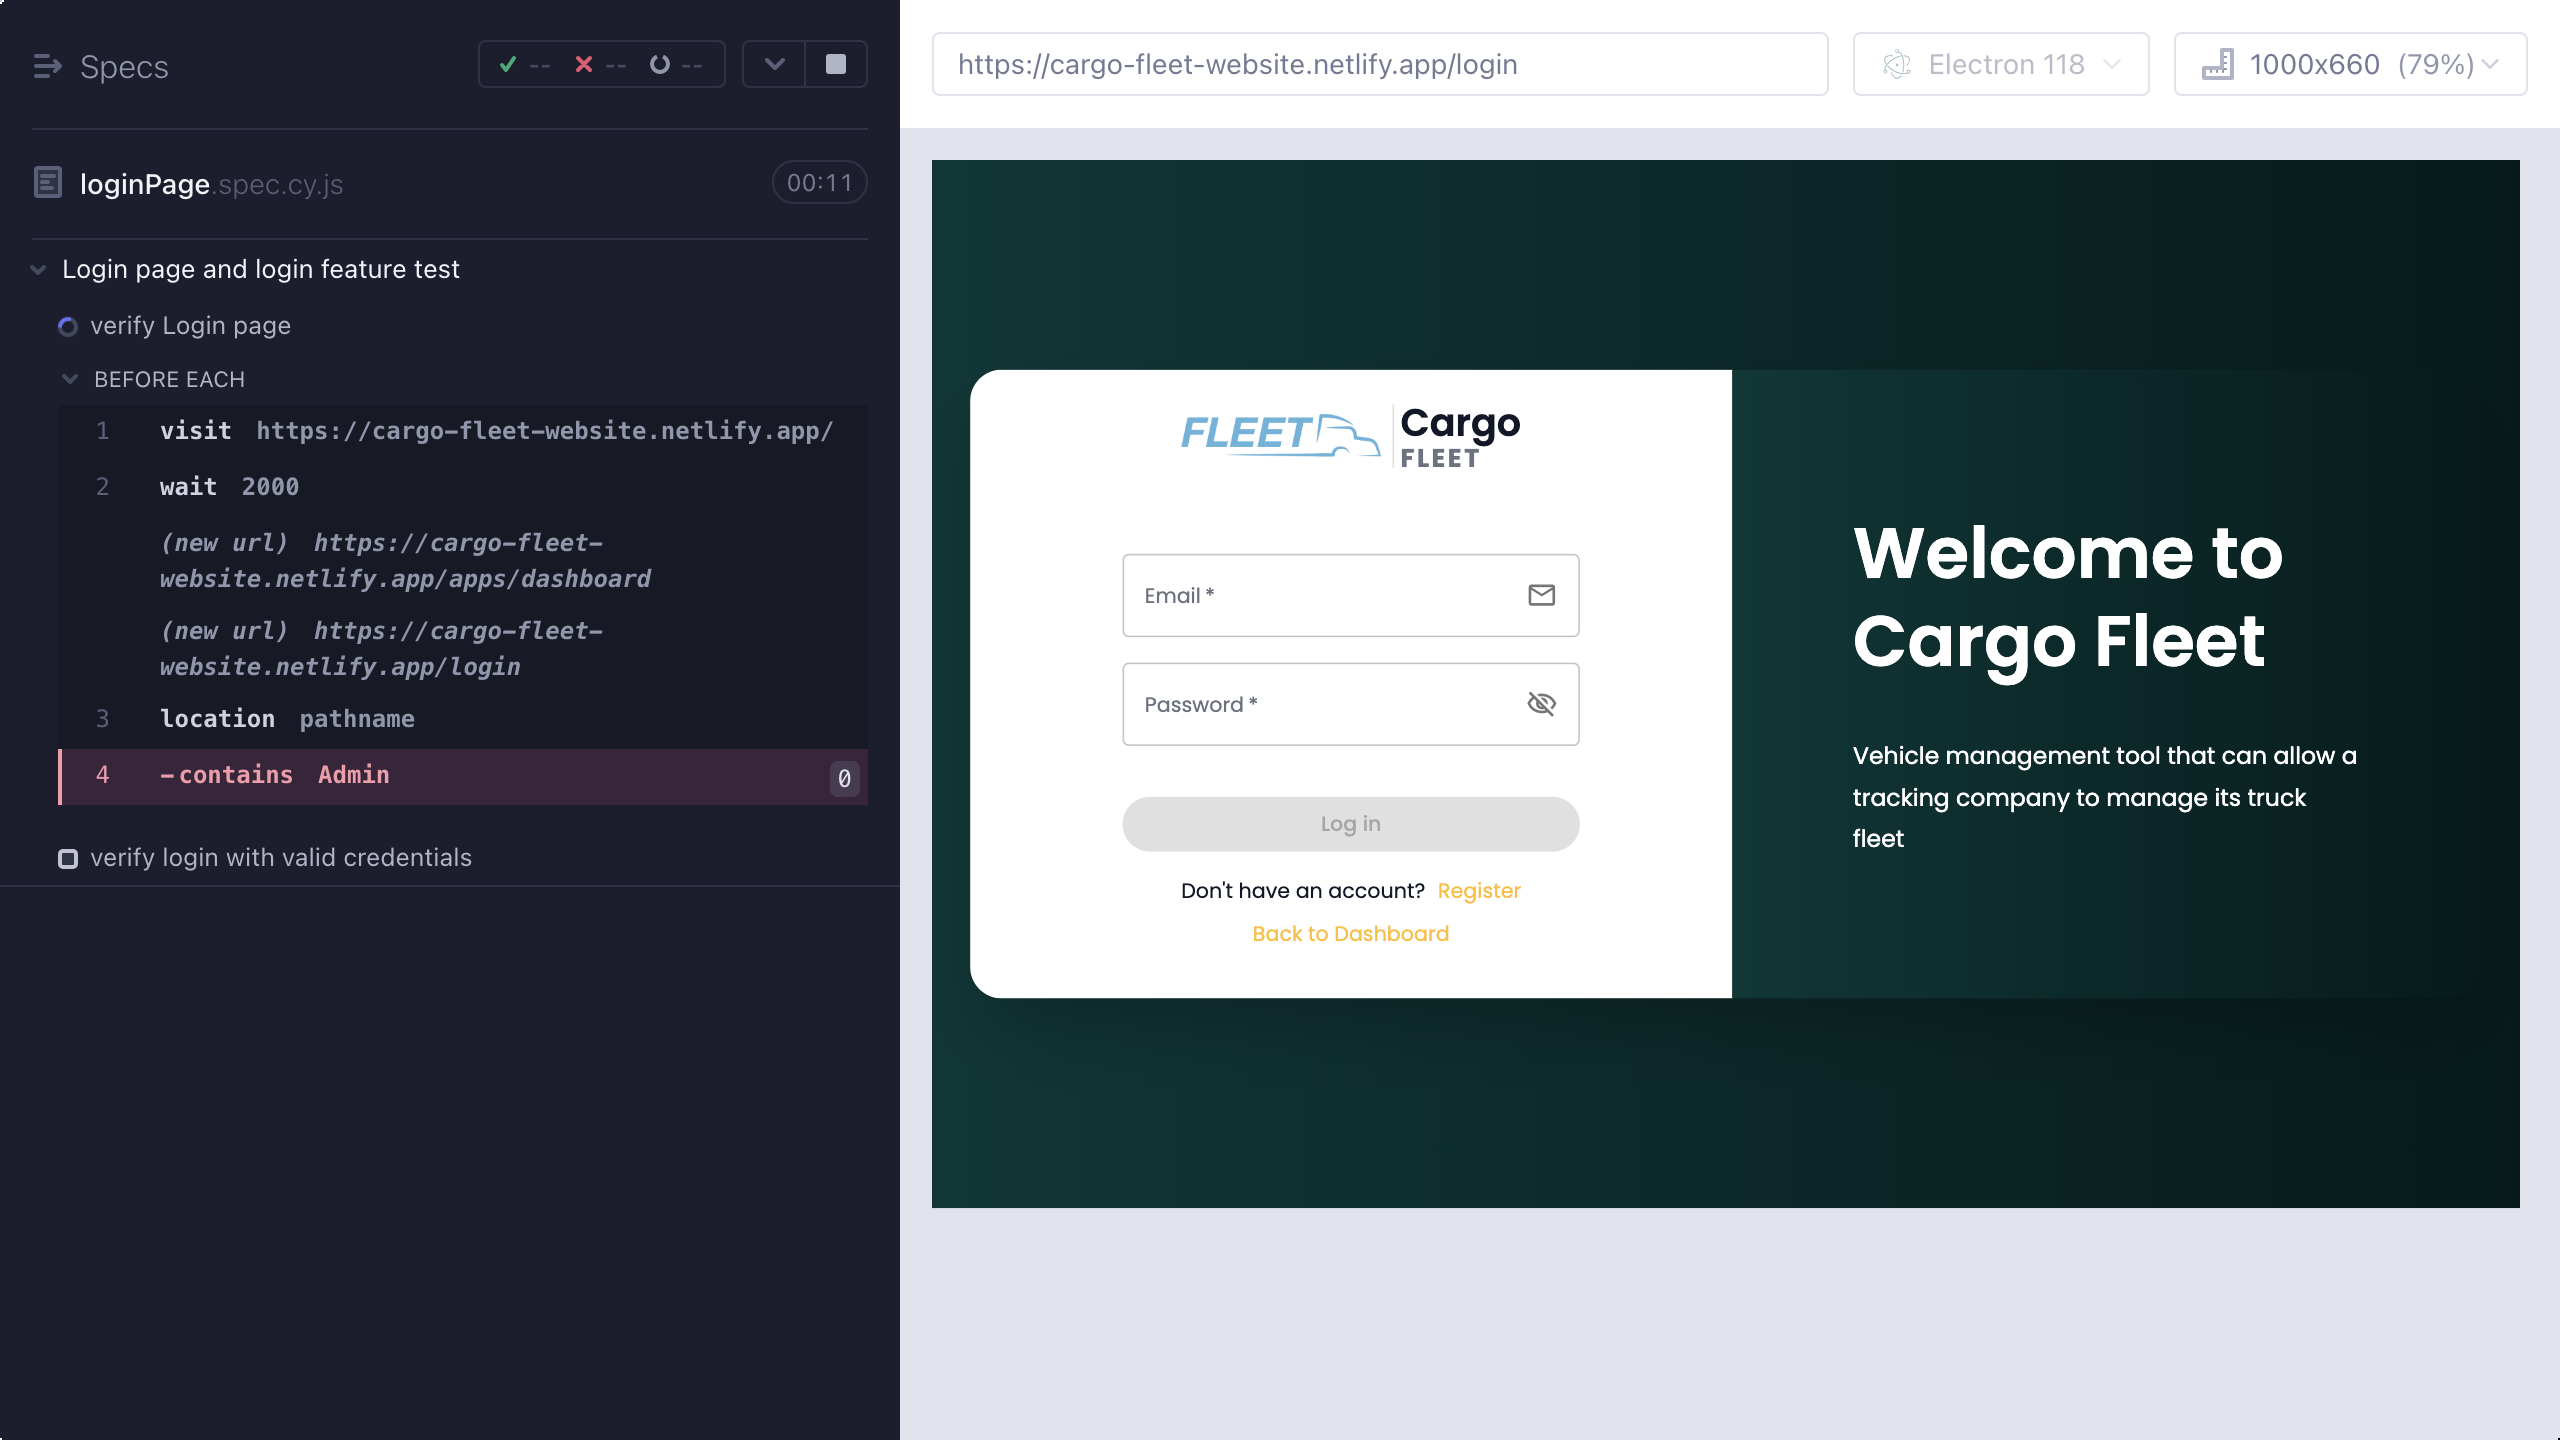 Specs
-- -- --
loginPage.spec.cy.js
00:11
Login page and login feature test
verify Login page
BEFORE EACH
1 visit https://cargo-fleet-website.netlify.app/
2 wait 2000
(new url) https://cargo-fleet-
website.netlify.app/apps/dashboard
(new url) https://cargo-fleet-
website.netlify.app/login
3 location pathname
4 -contains Admin 0
verify login with valid credentials
https://cargo-fleet-website.netlify.app/login
Electron 118
1000x660 (79%)
FLEET
Cargo
FLEET
Email *
Password *
Log in
Don't have an account? Register
Back to Dashboard
Welcome to
Cargo Fleet
Vehicle management tool that can allow a
tracking company to manage its truck
fleet